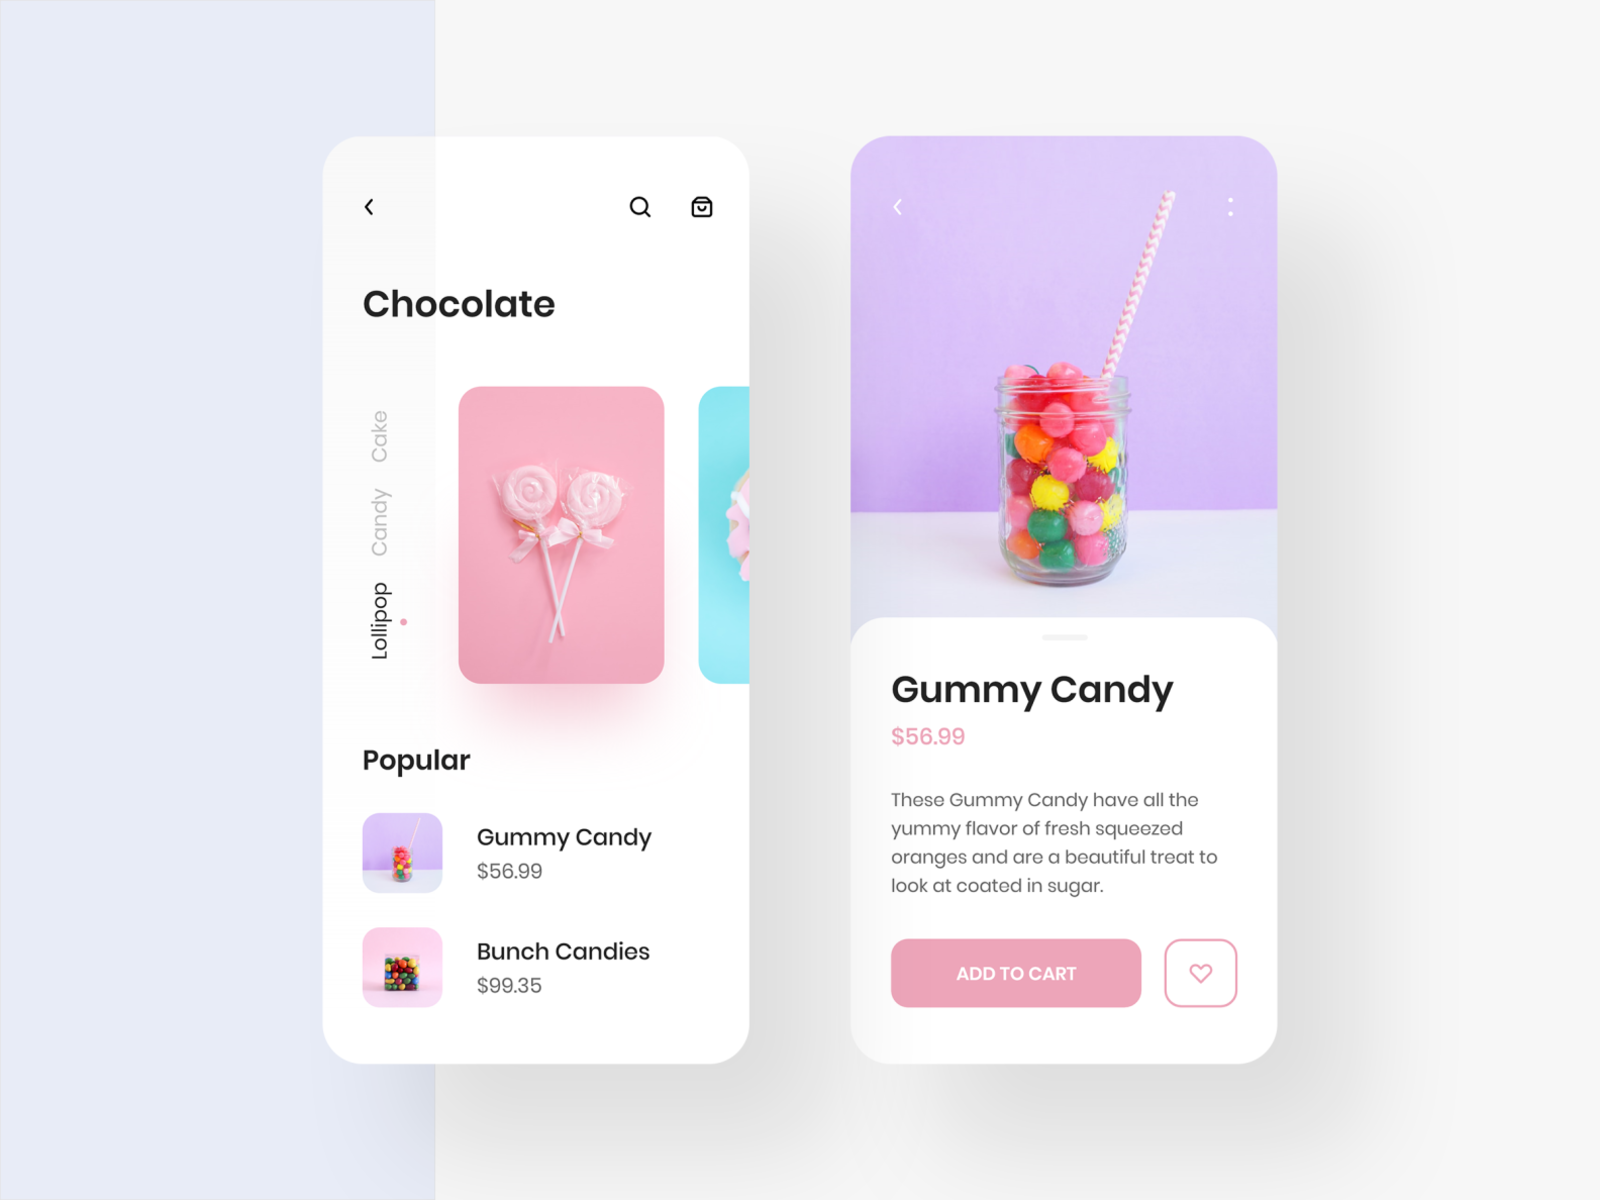 Chocolate
Cake
Candy
Lollipop
Popular
Gummy Candy
$56.99
Bunch Candies
$99.35
Gummy Candy
$56.99
These Gummy Candy have all the
yummy flavor of fresh squeezed
oranges and are a beautiful treat to
look at coated in sugar.
ADD TO CART